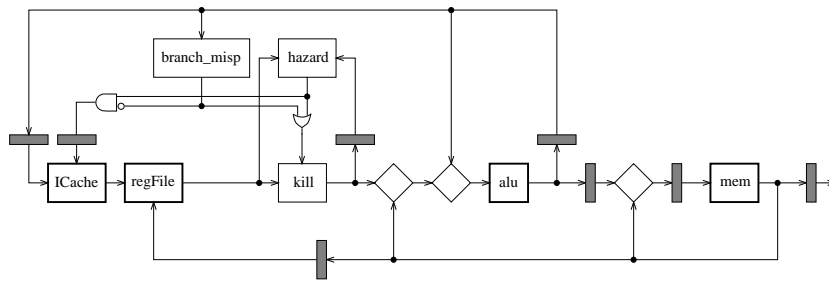 branch_misp
hazard
ICache
regFile
kill
alu
mem